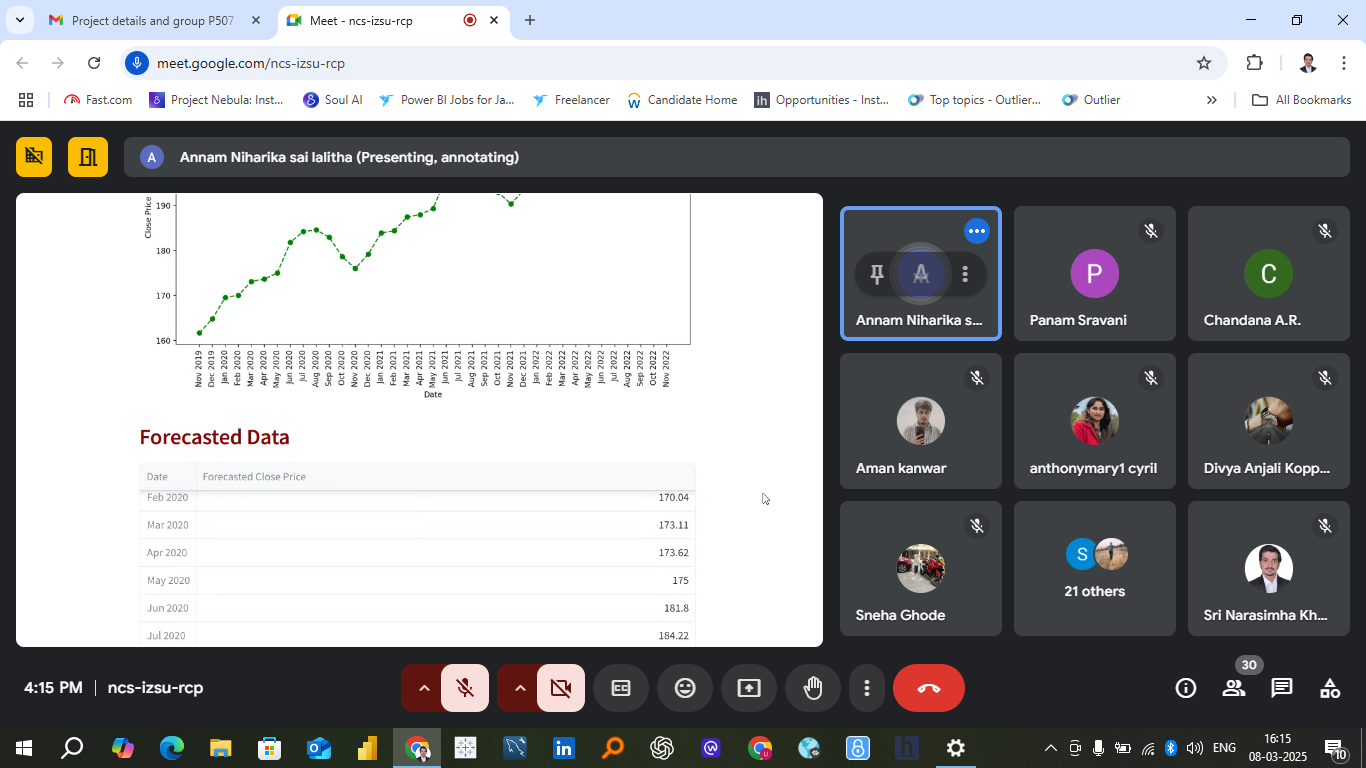 Project details and group P507
Meet - ncs-izsu-rcp
meet.google.com/ncs-izsu-rcp
Fast.com
Project Nebula: Inst...
Soul AI
Power BI Jobs for Ja...
Freelancer
Candidate Home
Opportunities - Inst...
Top topics - Outlier...
Outlier
All Bookmarks
A
Annam Niharika sai lalitha (Presenting, annotating)
Close Price
190
180
170
160
Nov 2019
Dec 2019
Jan 2020
Feb 2020
Mar 2020
Apr 2020
May 2020
Jun 2020
Jul 2020
Aug 2020
Sep 2020
Oct 2020
Nov 2020
Dec 2020
Jan 2021
Feb 2021
Mar 2021
Apr 2021
May 2021
Jun 2021
Jul 2021
Aug 2021
Sep 2021
Oct 2021
Nov 2021
Dec 2021
Jan 2022
Feb 2022
Mar 2022
Apr 2022
May 2022
Jun 2022
Jul 2022
Aug 2022
Sep 2022
Oct 2022
Nov 2022
Date
Forecasted Data
Date Forecasted Close Price
Feb 2020 170.04
Mar 2020 173.11
Apr 2020 173.62
May 2020 175
Jun 2020 181.8
Jul 2020 184.22
A
Annam Niharika s...
P
Panam Sravani
C
Chandana A.R.
Aman kanwar
anthonymary1 cyril
Divya Anjali Kopp...
Sneha Ghode
S
21 others
Sri Narasimha Kh...
4:15 PM | ncs-izsu-rcp
30
ENG
16:15
08-03-2025
10